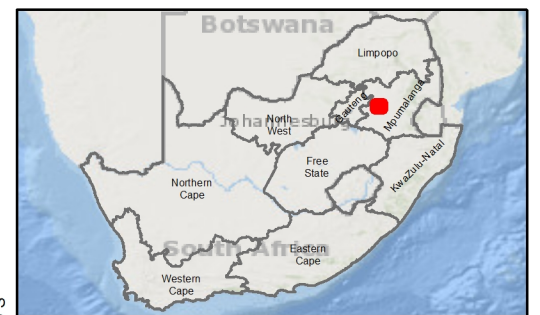 Botswana
Limpopo
Gauteng
Mpumalanga
Johannesburg
North
West
Free
State
KwaZulu-Natal
Northern
Cape
South Africa
Eastern
Cape
Western
Cape